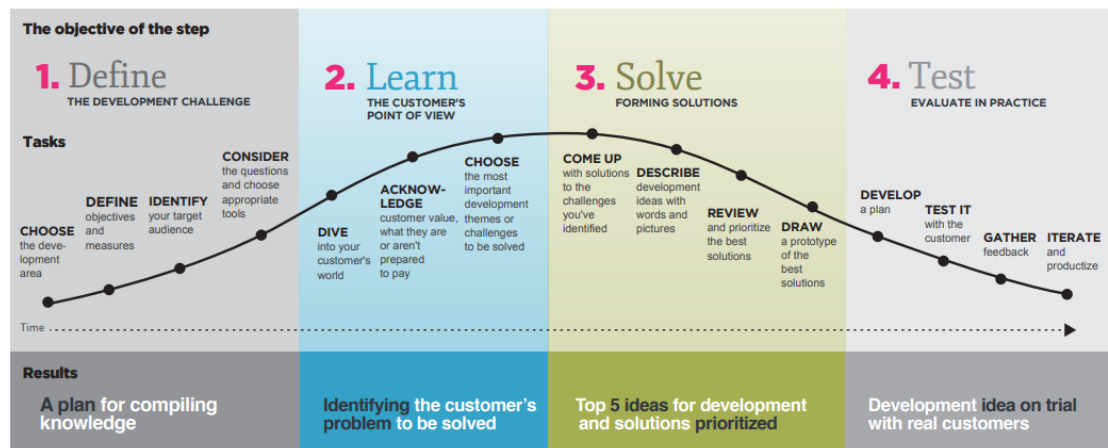 The objective of the step
1. Define
THE DEVELOPMENT CHALLENGE
2. Learn
THE CUSTOMER'S
POINT OF VIEW
3. Solve
FORMING SOLUTIONS
4. Test
EVALUATE IN PRACTICE
Tasks
CHOOSE
the deve-
lopment
area
DEFINE
objectives
and
measures
IDENTIFY
your target
audience
CONSIDER
the questions
and choose
appropriate
tools
DIVE
into your
customer's
world
ACKNOW-
LEDGE
customer value,
what they are
or aren't
prepared
to pay
CHOOSE
the most
important
development
themes or
challenges
to be solved
COME UP
with solutions
to the
challenges
you've
identified
DESCRIBE
development
ideas with
words and
pictures
REVIEW
and prioritize
the best
solutions
DRAW
a prototype
of the
best
solutions
DEVELOP
a plan
TEST IT
with the
customer
GATHER
feedback
ITERATE
and
productize
Time
Results
A plan for compiling
knowledge
Identifying the customer's
problem to be solved
Top 5 ideas for development
and solutions prioritized
Development idea on trial
with real customers